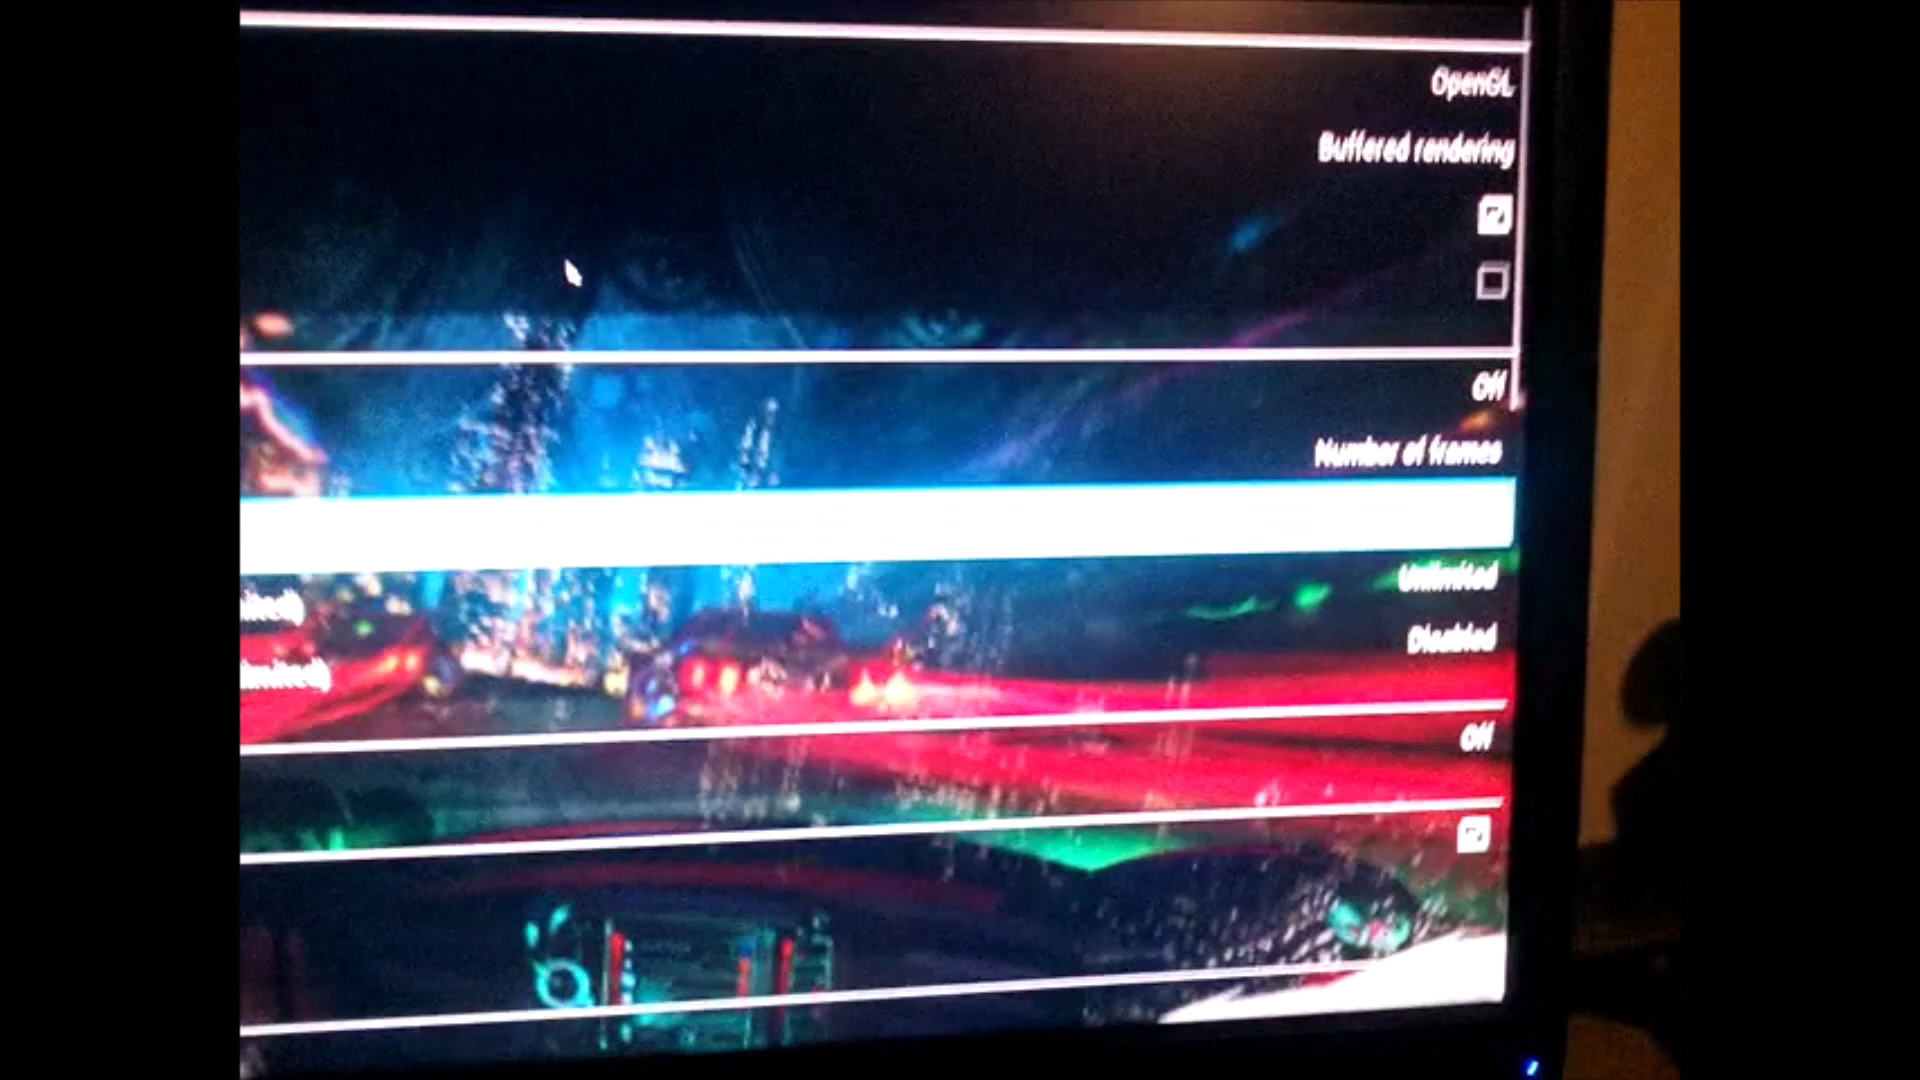 OpenGL
Buffered rendering
Off
Number of frames
Unlimited
Disabled
Off